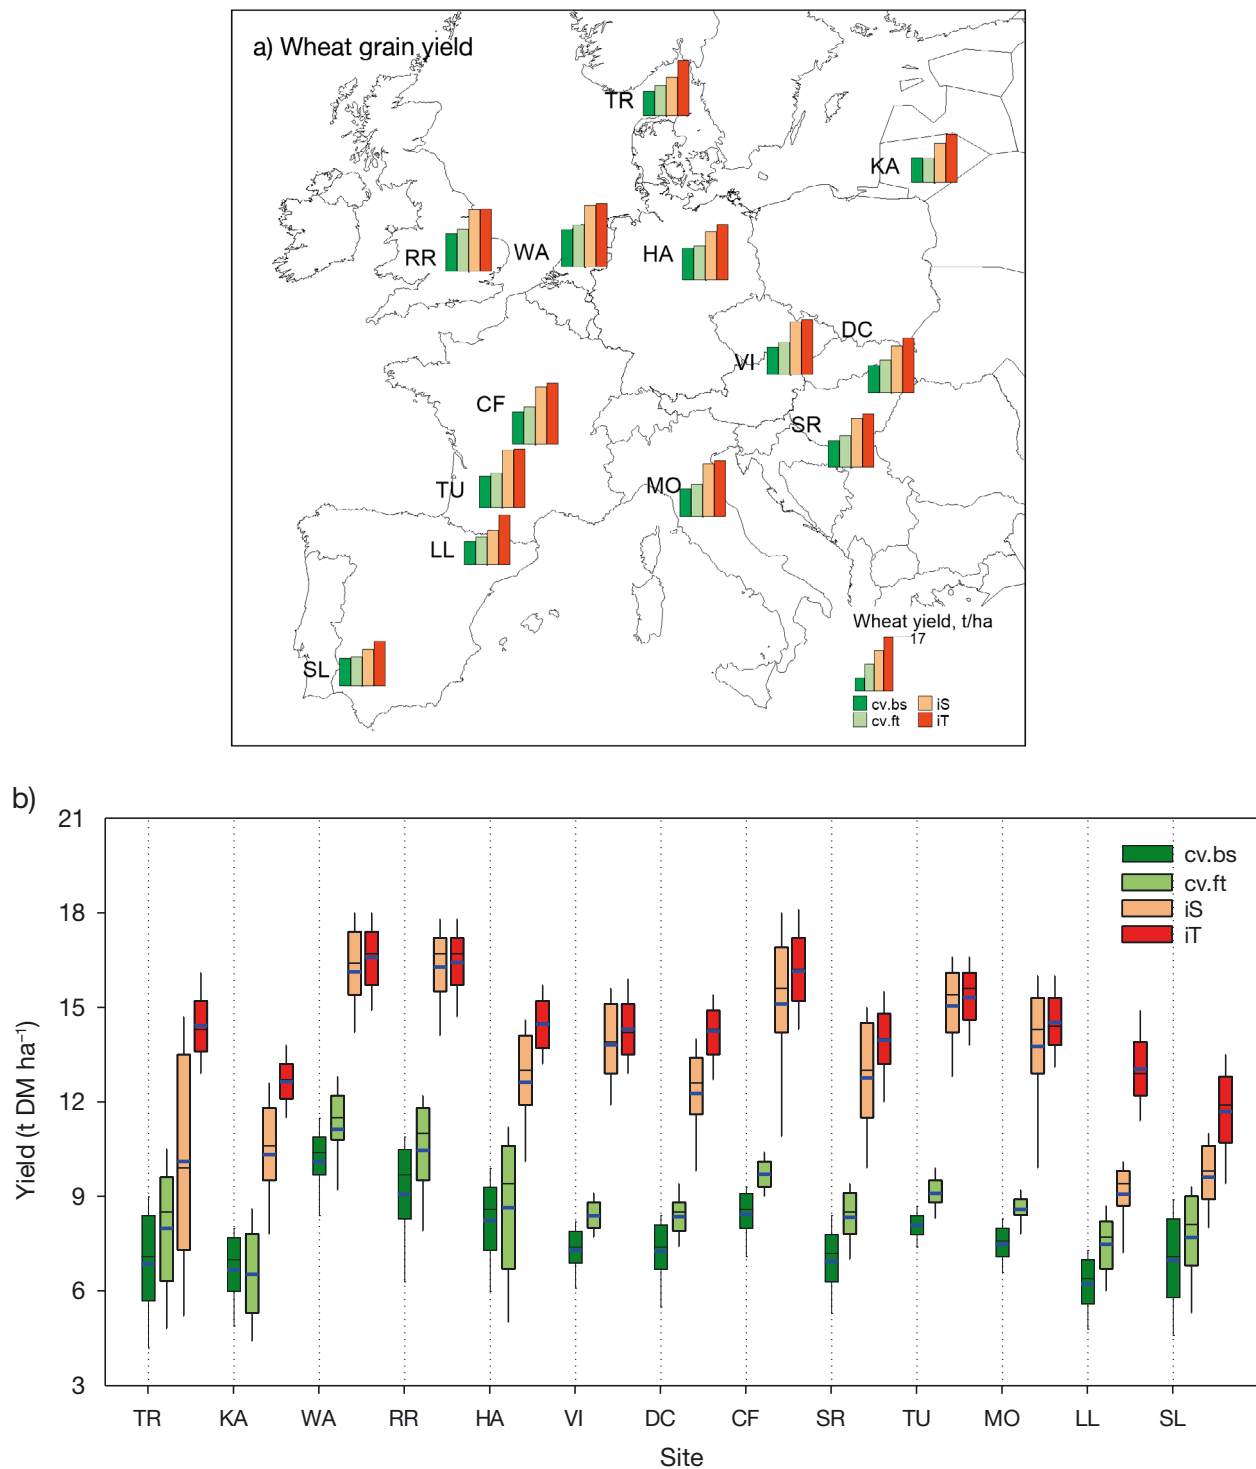 a) Wheat grain yield
TR
KA
RR
WA
HA
DC
VI
CF
SR
TU
MO
LL
SL
Wheat yield, t/ha
17
cv.bs
iS
cv.ft
iT
b)
21
18
15
12
9
6
3
Yield (t DM ha⁻¹)
cv.bs
cv.ft
iS
iT
TR KA WA RR HA VI DC CF SR TU MO LL SL
Site